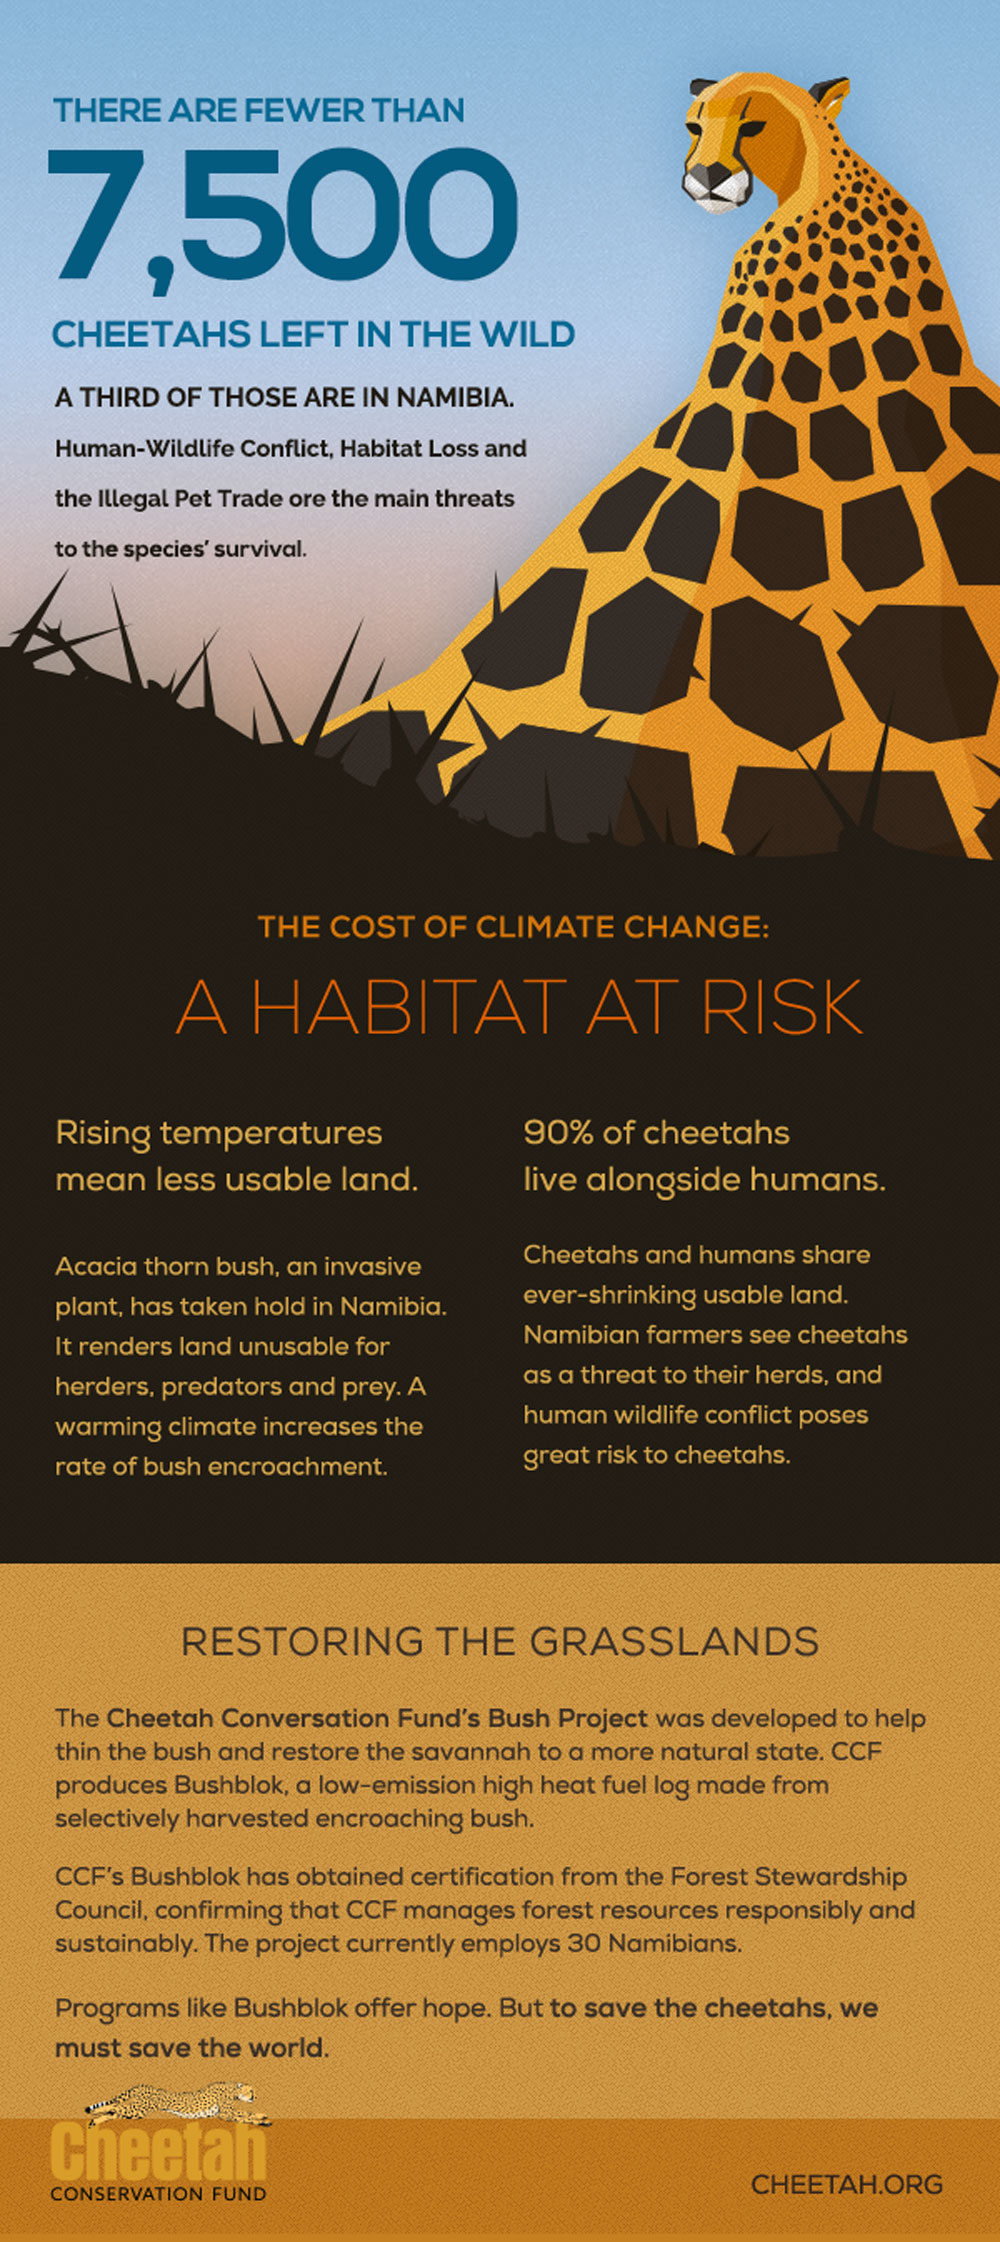 THERE ARE FEWER THAN
7,500
CHEETAHS LEFT IN THE WILD
A THIRD OF THOSE ARE IN NAMIBIA.
Human-Wildlife Conflict, Habitat Loss and
the Illegal Pet Trade ore the main threats
to the species' survival.
THE COST OF CLIMATE CHANGE:
A HABITAT AT RISK
Rising temperatures
mean less usable land.
Acacia thorn bush, an invasive
plant, has taken hold in Namibia.
It renders land unusable for
herders, predators and prey. A
warming climate increases the
rate of bush encroachment.
90% of cheetahs
live alongside humans.
Cheetahs and humans share
ever-shrinking usable land.
Namibian farmers see cheetahs
as a threat to their herds, and
human wildlife conflict poses
great risk to cheetahs.
RESTORING THE GRASSLANDS
The Cheetah Conversation Fund's Bush Project was developed to help
thin the bush and restore the savannah to a more natural state. CCF
produces Bushblok, a low-emission high heat fuel log made from
selectively harvested encroaching bush.
CCF's Bushblok has obtained certification from the Forest Stewardship
Council, confirming that CCF manages forest resources responsibly and
sustainably. The project currently employs 30 Namibians.
Programs like Bushblok offer hope. But to save the cheetahs, we
must save the world.
Cheetah
CONSERVATION FUND
CHEETAH.ORG